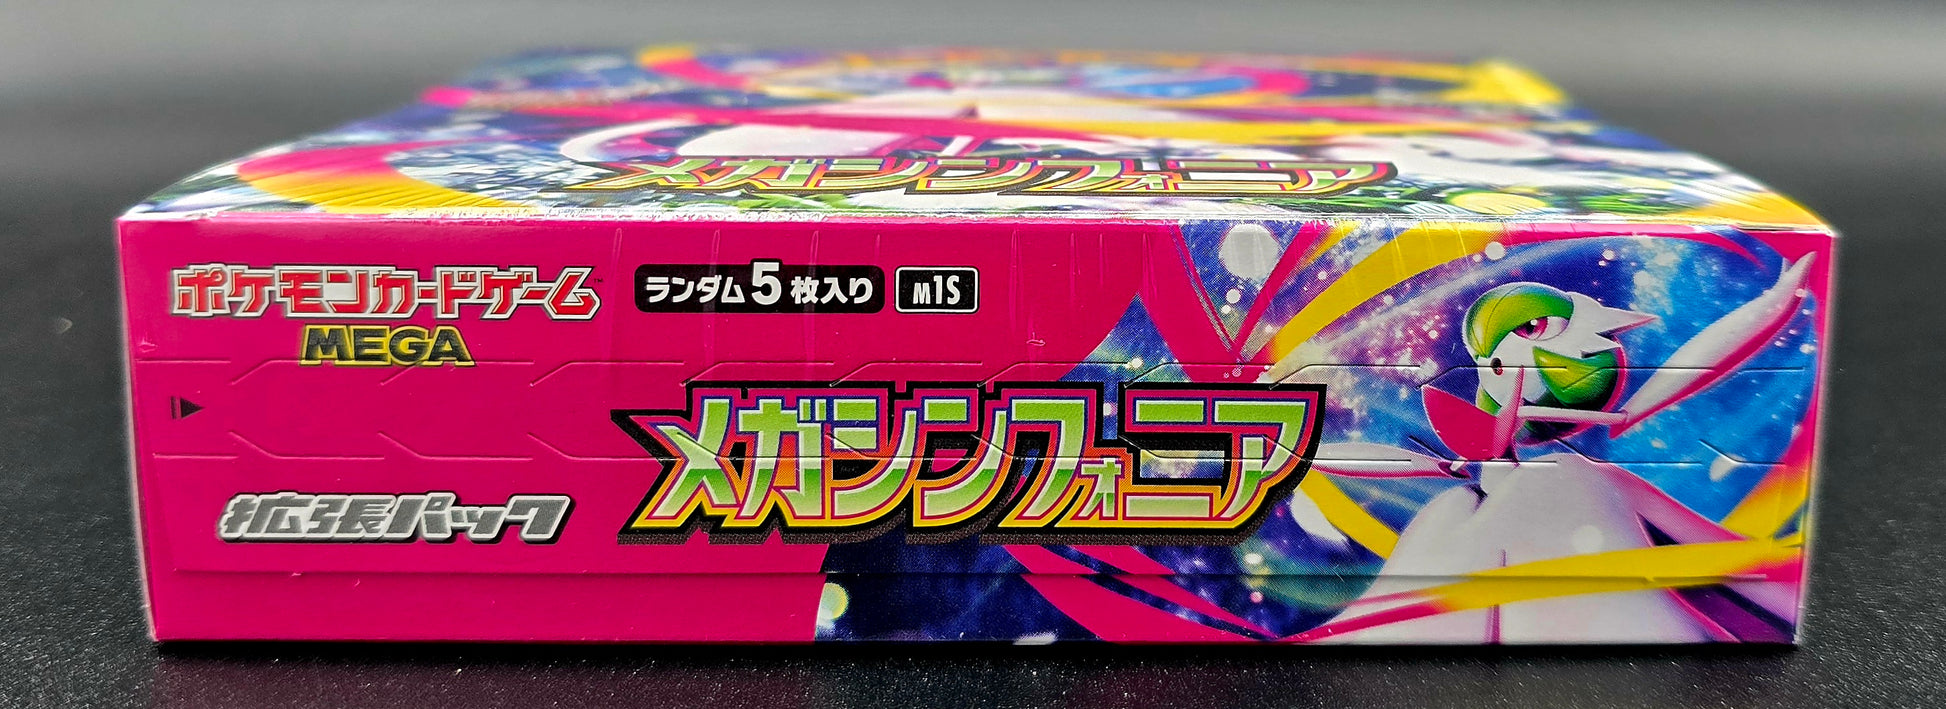 メガシンフォニア
ポケモンカードゲーム™
MEGA
ランダム5枚入り
M1S
メガシンフォニア
拡張パック